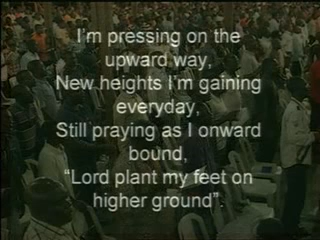 I'm pressing on the
upward way,
New heights I'm gaining
everyday,
Still praying as I onward
bound,
“Lord plant my feet on
higher ground”.